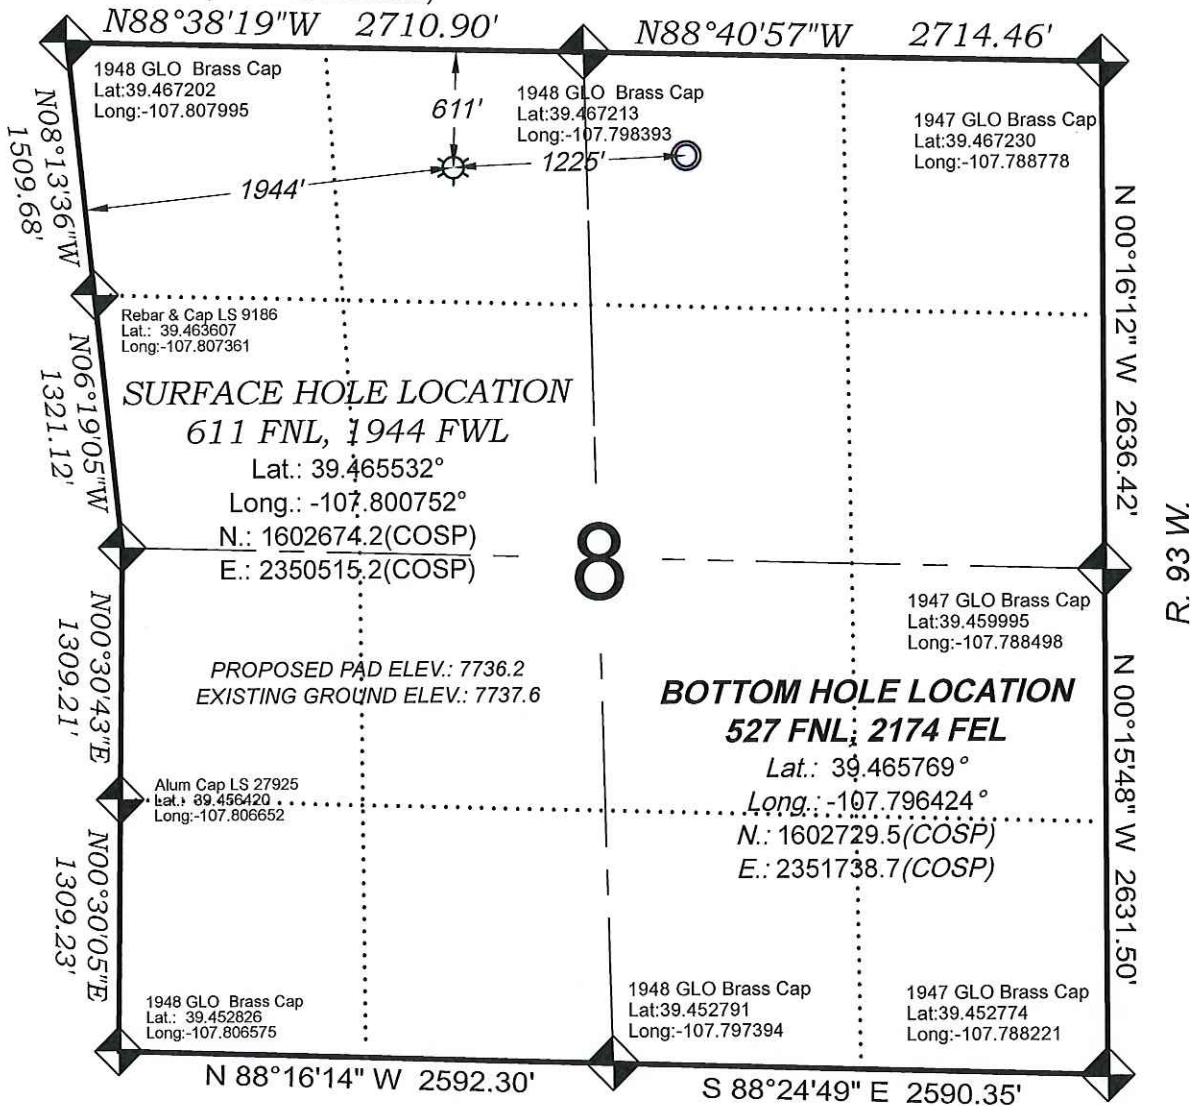 N88°38'19"W 2710.90'
N88°40'57"W 2714.46'
1948 GLO Brass Cap
Lat:39.467202
Long:-107.807995
611'
1948 GLO Brass Cap
Lat:39.467213
Long:-107.798393
1947 GLO Brass Cap
Lat:39.467230
Long:-107.788778
N08°13'36"W
1509.68'
1944'
1225'
N 00°16'12" W 2636.42'
Rebar & Cap LS 9186
Lat.: 39.463607
Long:-107.807361
N06°19'05"W
1321.12'
SURFACE HOLE LOCATION
611 FNL, 1944 FWL
Lat.: 39.465532°
Long.: -107.800752°
N.: 1602674.2(COSP)
E.: 2350515.2(COSP)
8
R. 93 W.
1947 GLO Brass Cap
Lat:39.459995
Long:-107.788498
N00°30'43"E
1309.21'
PROPOSED PAD ELEV.: 7736.2
EXISTING GROUND ELEV.: 7737.6
BOTTOM HOLE LOCATION
527 FNL, 2174 FEL
Lat.: 39.465769°
Long.: -107.796424°
N.: 1602729.5(COSP)
E.: 2351738.7(COSP)
N 00°15'48" W 2631.50'
Alum Cap LS 27925
Lat.: 39.456420
Long:-107.806652
N00°30'05"E
1309.23'
1948 GLO Brass Cap
Lat.: 39.452826
Long:-107.806575
1948 GLO Brass Cap
Lat:39.452791
Long:-107.797394
1947 GLO Brass Cap
Lat:39.452774
Long:-107.788221
N 88°16'14" W 2592.30'
S 88°24'49" E 2590.35'